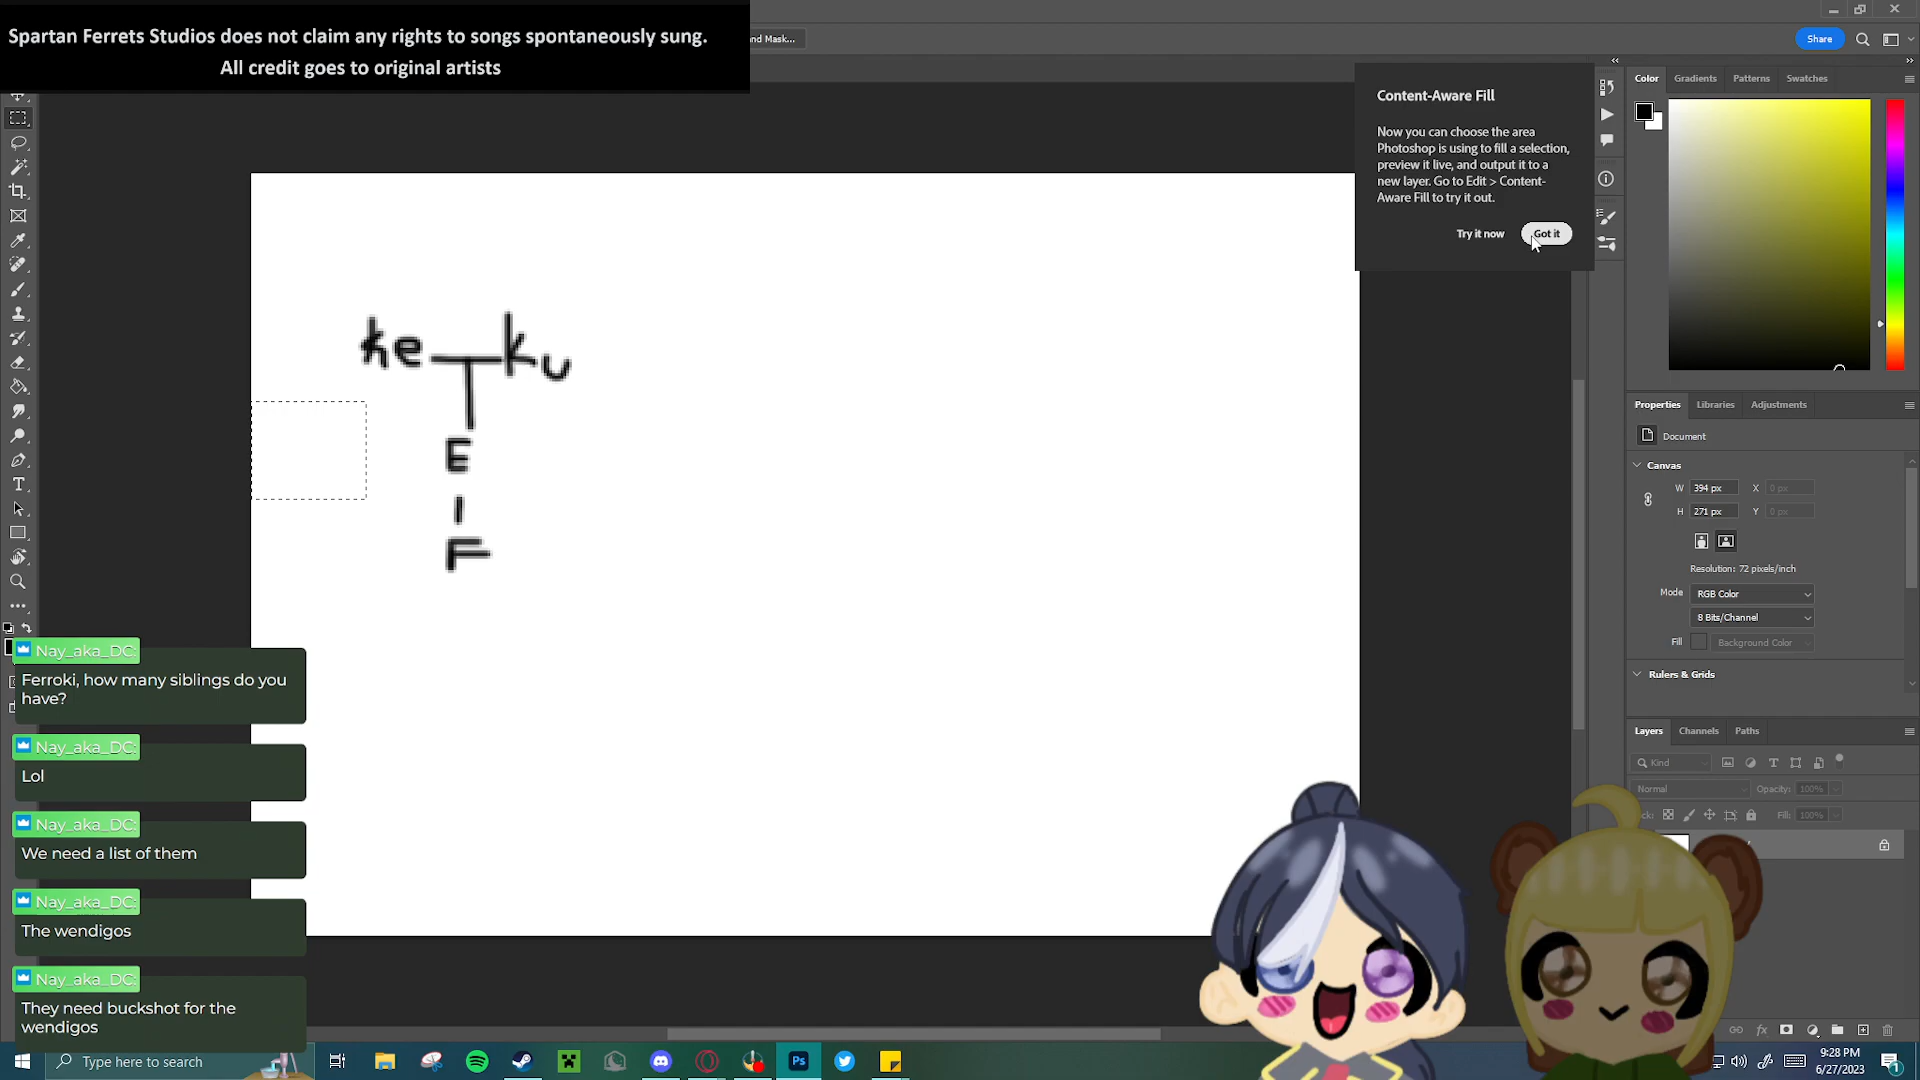 Spartan Ferrets Studios does not claim any rights to songs spontaneously sung.
All credit goes to original artists
nd Mask...
Share
Content-Aware Fill
Now you can choose the area
Photoshop is using to fill a selection,
preview it live, and output it to a
new layer. Go to Edit > Content-
Aware Fill to try it out.
Try it now
Got it
Color
Gradients
Patterns
Swatches
ke
ku
E
I
F
Properties
Libraries
Adjustments
Document
Canvas
W
394 px
X
0 px
H
271 px
Y
0 px
Resolution: 72 pixels/inch
Mode
RGB Color
8 Bits/Channel
Fill
Background Color
Rulers & Grids
Layers
Channels
Paths
Kind
Normal
Opacity:
100%
Fill:
100%
Nay_aka_DC:
Ferroki, how many siblings do you
have?
Nay_aka_DC:
Lol
Nay_aka_DC:
We need a list of them
Nay_aka_DC:
The wendigos
Nay_aka_DC:
They need buckshot for the
wendigos
Type here to search
Ps
9:28 PM
6/27/2023
1